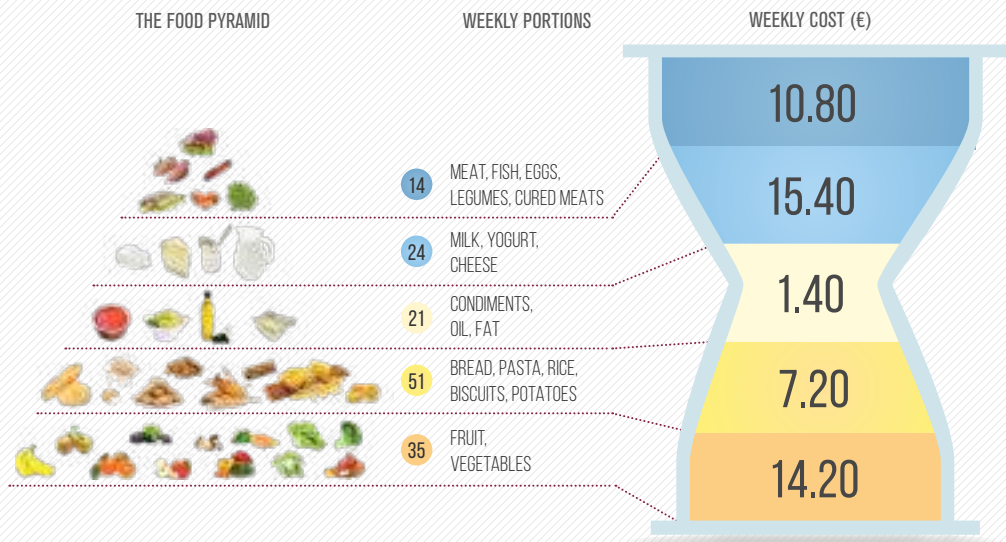 THE FOOD PYRAMID
WEEKLY PORTIONS
WEEKLY COST (€)
10.80
14
MEAT, FISH, EGGS,
LEGUMES, CURED MEATS
15.40
24
MILK, YOGURT,
CHEESE
1.40
21
CONDIMENTS,
OIL, FAT
51
BREAD, PASTA, RICE,
BISCUITS, POTATOES
7.20
35
FRUIT,
VEGETABLES
14.20